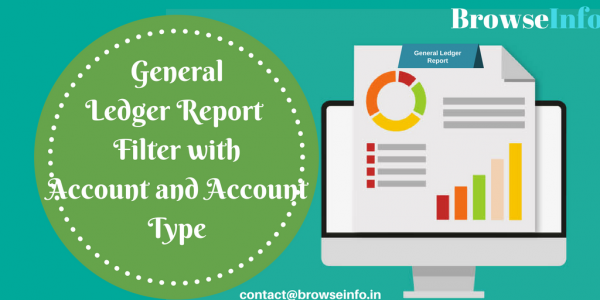 BrowseInfo
General Ledger
Report
General
Ledger Report
Filter with
Account and Account
Type
contact@browseinfo.in